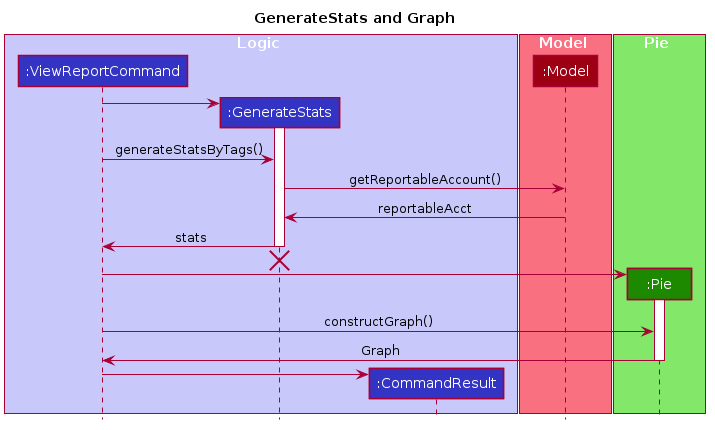 GenerateStats and Graph
Logic
Model
Pie
:ViewReportCommand
:Model
:GenerateStats
generateStatsByTags()
getReportableAccount()
reportableAcct
stats
:Pie
constructGraph()
Graph
:CommandResult